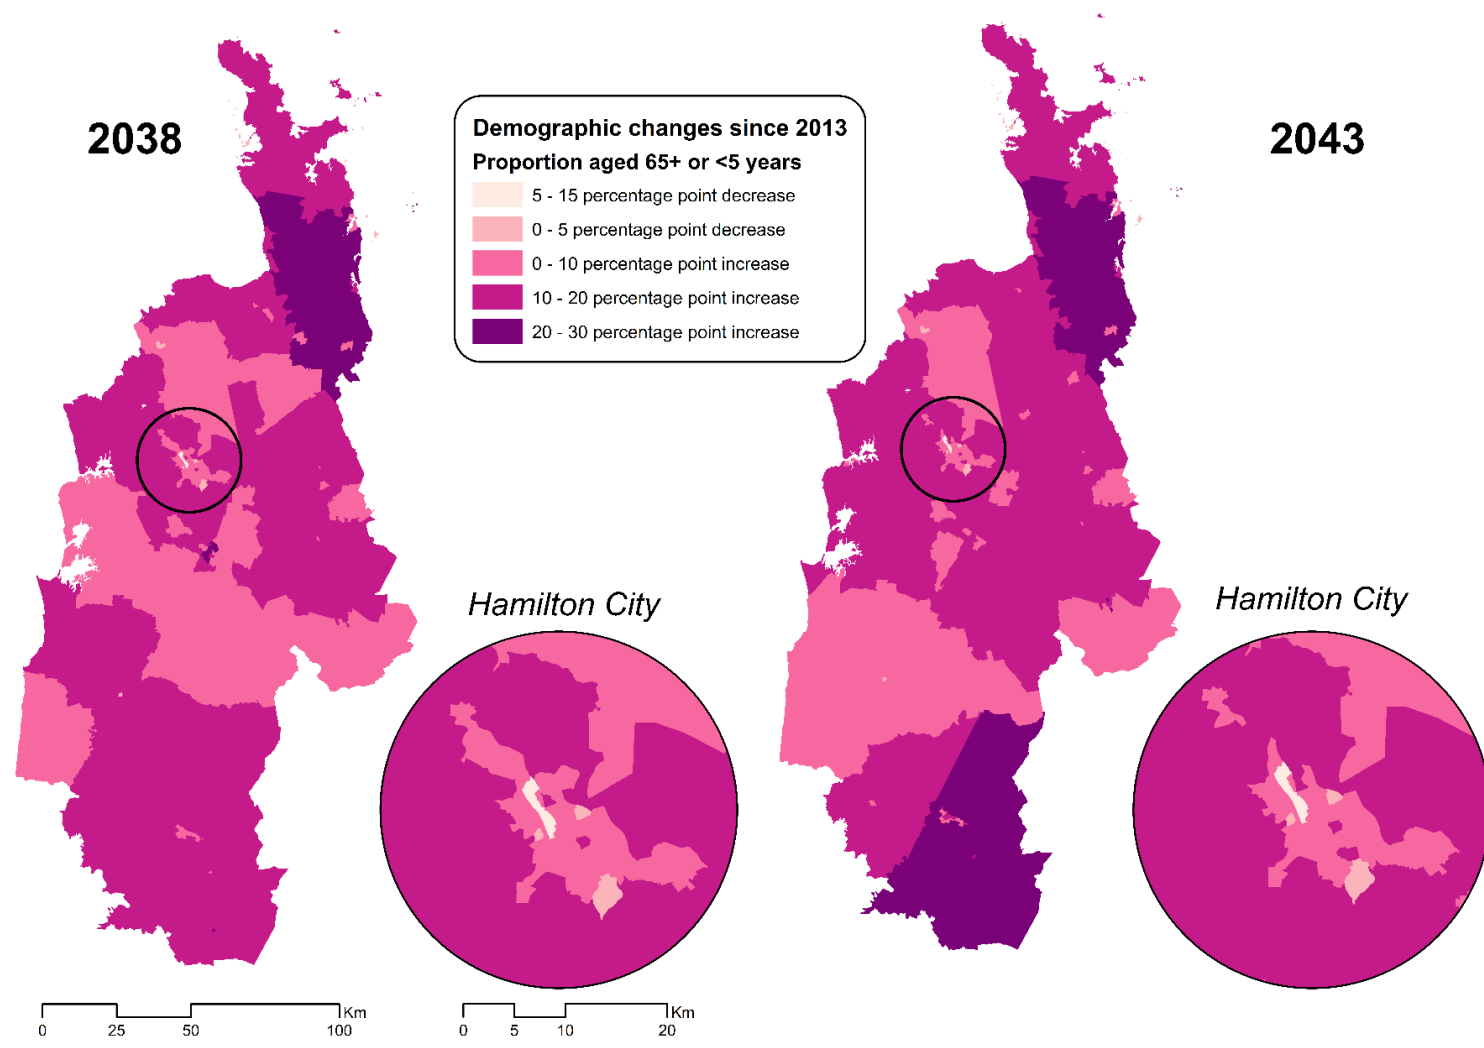 2038
Demographic changes since 2013
Proportion aged 65+ or <5 years
5 - 15 percentage point decrease
0 - 5 percentage point decrease
0 - 10 percentage point increase
10 - 20 percentage point increase
20 - 30 percentage point increase
2043
Hamilton City
Hamilton City
Km
0 25 50 100
Km
0 5 10 20